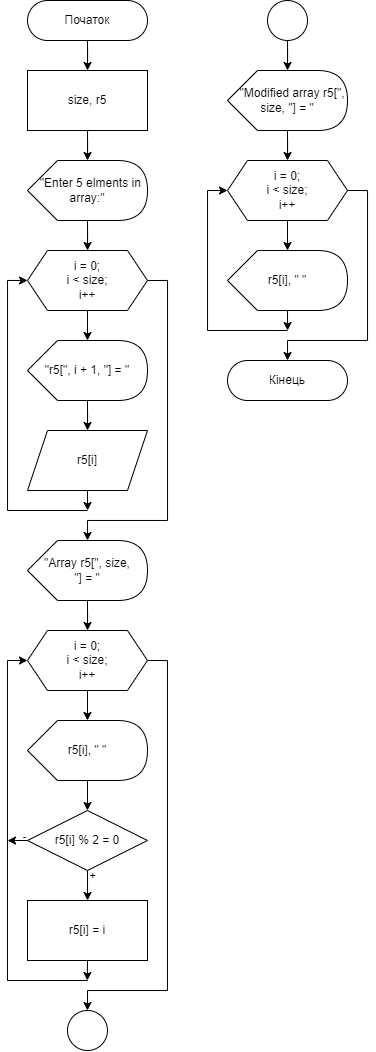 Початок
size, r5
"Enter 5 elments in
array:"
i = 0;
i < size;
i++
"r5[", i + 1, "] = "
r5[i]
"Array r5[", size,
"] = "
i = 0;
i < size;
i++
r5[i], " "
r5[i] % 2 = 0
-
+
r5[i] = i
"Modified array r5[",
size, "] = "
i = 0;
i < size;
i++
r5[i], " "
Кінець